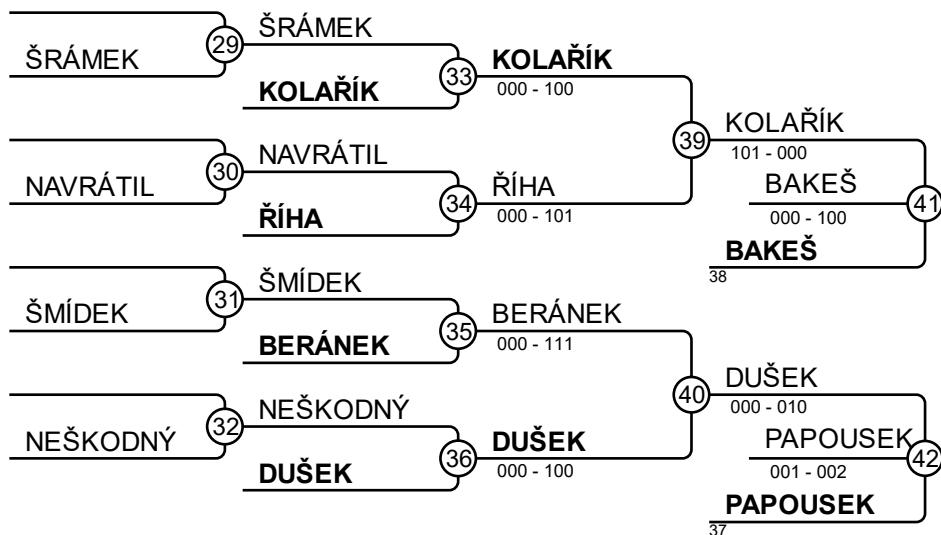 ŠRÁMEK
29
ŠRÁMEK
KOLAŘÍK
33
KOLAŘÍK
000 - 100
NAVRÁTIL
30
NAVRÁTIL
ŘÍHA
34
ŘÍHA
000 - 101
39
KOLAŘÍK
101 - 000
BAKEŠ
000 - 100
BAKEŠ
38
41
ŠMÍDEK
31
ŠMÍDEK
BERÁNEK
35
BERÁNEK
000 - 111
NEŠKODNÝ
32
NEŠKODNÝ
DUŠEK
36
DUŠEK
000 - 100
40
DUŠEK
000 - 010
PAPOUSEK
001 - 002
PAPOUSEK
37
42